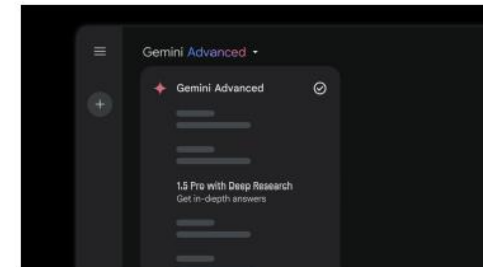 Gemini Advanced
Gemini Advanced
1.5 Pro with Deep Research
Get in-depth answers